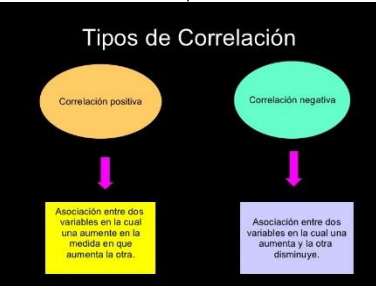 Tipos de Correlación
Correlación positiva
Correlación negativa
Asociación entre dos
variables en la cual
una aumente en la
medida en que
aumenta la otra.
Asociación entre dos
variables en la cual una
aumenta y la otra
disminuye.